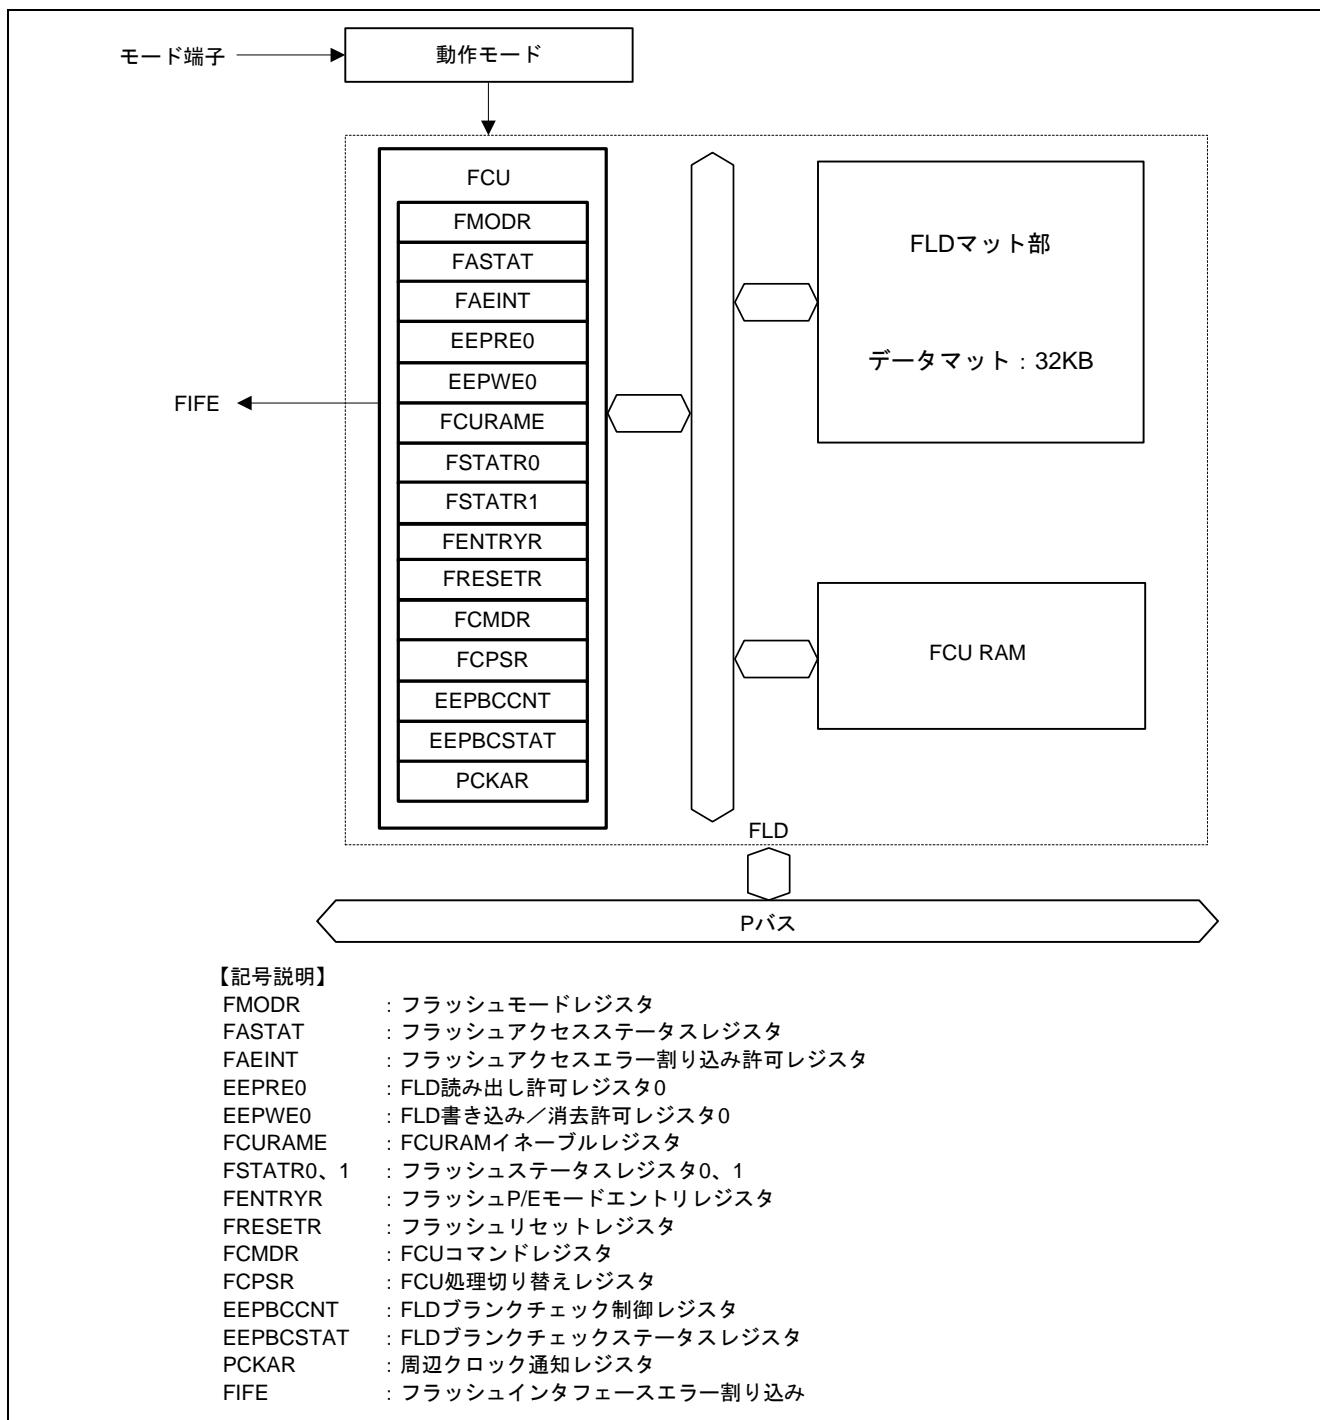 モード端子
動作モード
FCU
FMODR
FASTAT
FAEINT
EEPRE0
EEPWE0
FCURAME
FSTATR0
FSTATR1
FENTRYR
FRESETR
FCMDR
FCPSR
EEPBCCNT
EEPBCSTAT
PCKAR
FIFE
FLDマット部
データマット：32KB
FCU RAM
FLD
Pバス
【記号説明】
FMODR ：フラッシュモードレジスタ
FASTAT ：フラッシュアクセスステータスレジスタ
FAEINT ：フラッシュアクセスエラー割り込み許可レジスタ
EEPRE0 ：FLD読み出し許可レジスタ0
EEPWE0 ：FLD書き込み／消去許可レジスタ0
FCURAME ：FCURAMイネーブルレジスタ
FSTATR0、1 ：フラッシュステータスレジスタ0、1
FENTRYR ：フラッシュP/Eモードエントリレジスタ
FRESETR ：フラッシュリセットレジスタ
FCMDR ：FCUコマンドレジスタ
FCPSR ：FCU処理切り替えレジスタ
EEPBCCNT ：FLDブランクチェック制御レジスタ
EEPBCSTAT ：FLDブランクチェックステータスレジスタ
PCKAR ：周辺クロック通知レジスタ
FIFE ：フラッシュインタフェースエラー割り込み